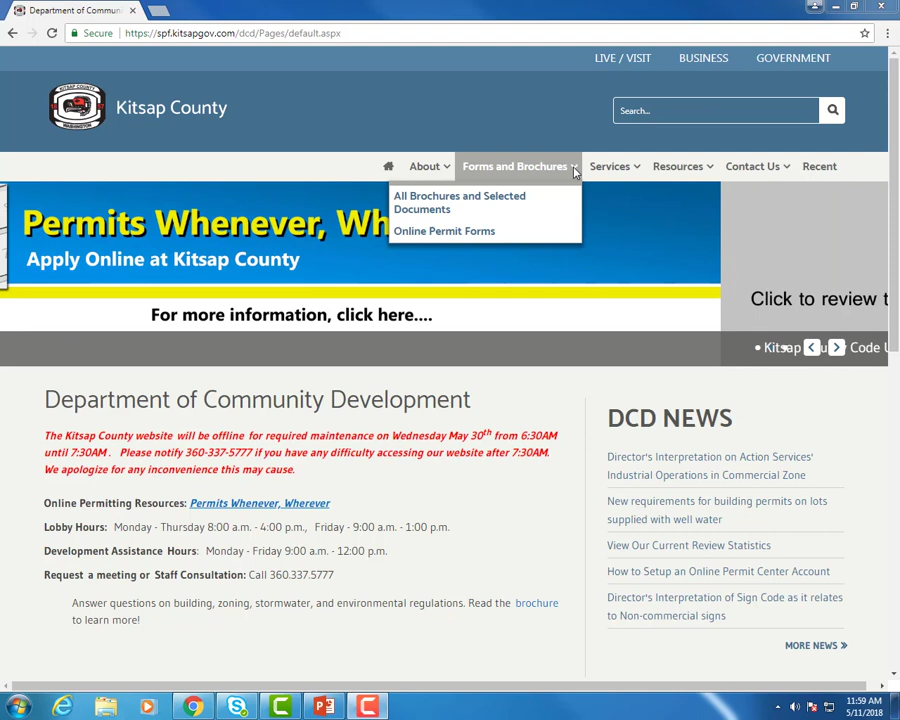 Department of Commun
Secure
https://spf.kitsapgov.com/dcd/Pages/default.aspx
LIVE / VISIT BUSINESS GOVERNMENT
KITSAP COUNTY
WASHINGTON
Kitsap County
Search...
About Forms and Brochures Services Resources Contact Us Recent
All Brochures and Selected
Documents
Online Permit Forms
Permits Whenever, Wh
Apply Online at Kitsap County
For more information, click here....
Click to review t
• Kitsap Code U
Department of Community Development
The Kitsap County website will be offline for required maintenance on Wednesday May 30th from 6:30AM
until 7:30AM . Please notify 360-337-5777 if you have any difficulty accessing our website after 7:30AM.
We apologize for any inconvenience this may cause.
Online Permitting Resources: Permits Whenever, Wherever
Lobby Hours: Monday - Thursday 8:00 a.m. - 4:00 p.m., Friday - 9:00 a.m. - 1:00 p.m.
Development Assistance Hours: Monday - Friday 9:00 a.m. - 12:00 p.m.
Request a meeting or Staff Consultation: Call 360.337.5777
Answer questions on building, zoning, stormwater, and environmental regulations. Read the brochure
to learn more!
DCD NEWS
Director's Interpretation on Action Services'
Industrial Operations in Commercial Zone
New requirements for building permits on lots
supplied with well water
View Our Current Review Statistics
How to Setup an Online Permit Center Account
Director's Interpretation of Sign Code as it relates
to Non-commercial signs
MORE NEWS
11:59 AM
5/11/2018